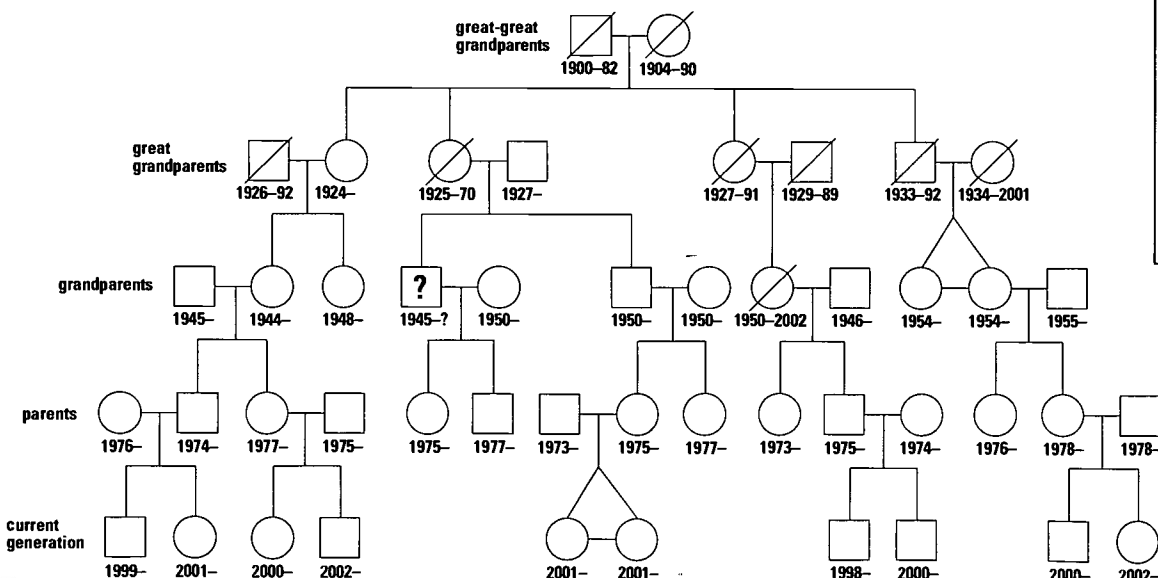 great-great
grandparents
1900–82 1904–90
great
grandparents
1926–92 1924– 1925–70 1927– 1927–91 1929–89 1933–92 1934–2001
?
grandparents
1945– 1944– 1948– 1945–? 1950– 1950– 1950– 1950–2002 1946– 1954– 1954– 1955–
parents
1976– 1974– 1977– 1975– 1975– 1977– 1973– 1975– 1977– 1973– 1975– 1974– 1976– 1978– 1978–
current
generation
1999– 2001– 2000– 2002– 2001– 2001– 1998– 2000– 2000– 2002–